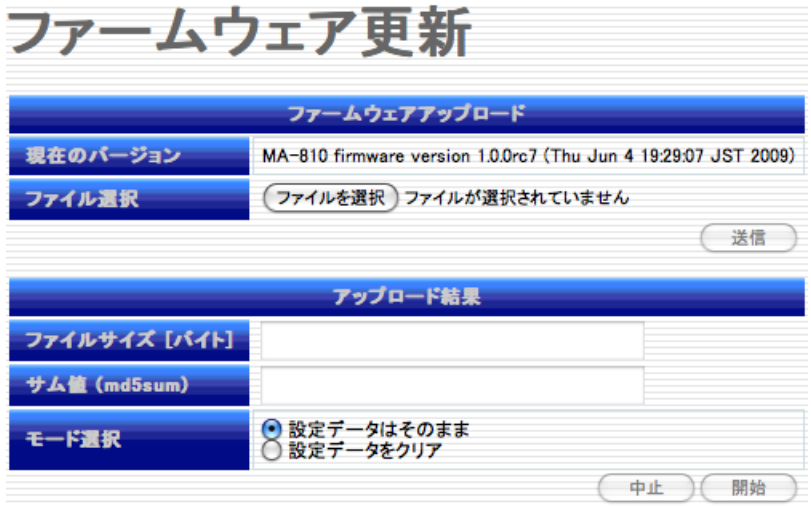 ファームウェア更新
ファームウェアアップロード
現在のバージョン MA-810 firmware version 1.0.0rc7 (Thu Jun 4 19:29:07 JST 2009)
ファイル選択 ファイルを選択 ファイルが選択されていません
送信
アップロード結果
ファイルサイズ [バイト]
サム値 (md5sum)
モード選択 設定データはそのまま
設定データをクリア
中止 開始